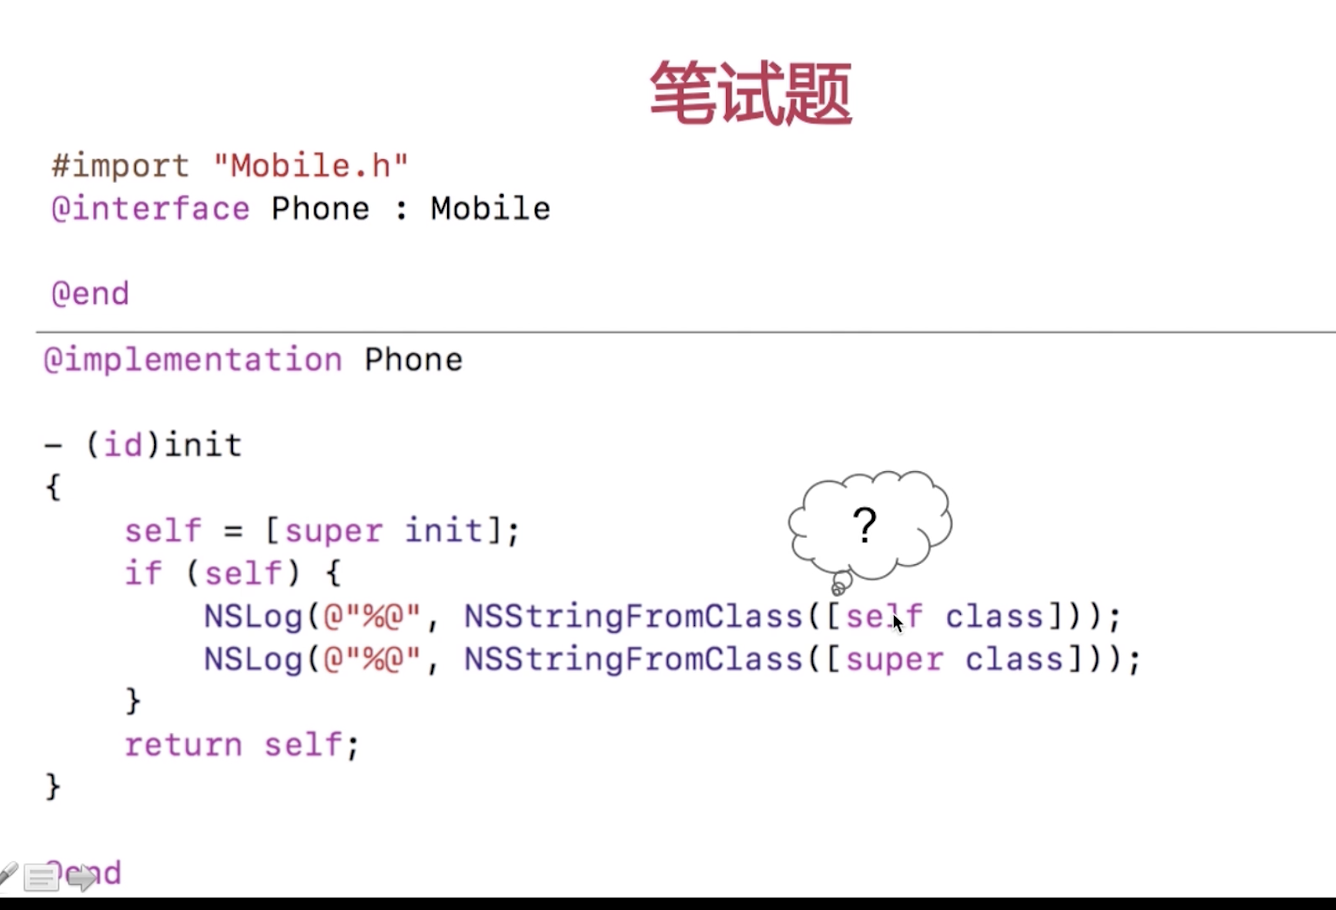 笔试题
#import "Mobile.h"
@interface Phone : Mobile
@end
@implementation Phone
- (id)init
{
self = [super init];
?
if (self) {
NSLog(@"%@", NSStringFromClass([self class]));
NSLog(@"%@", NSStringFromClass([super class]));
}
return self;
}
@end